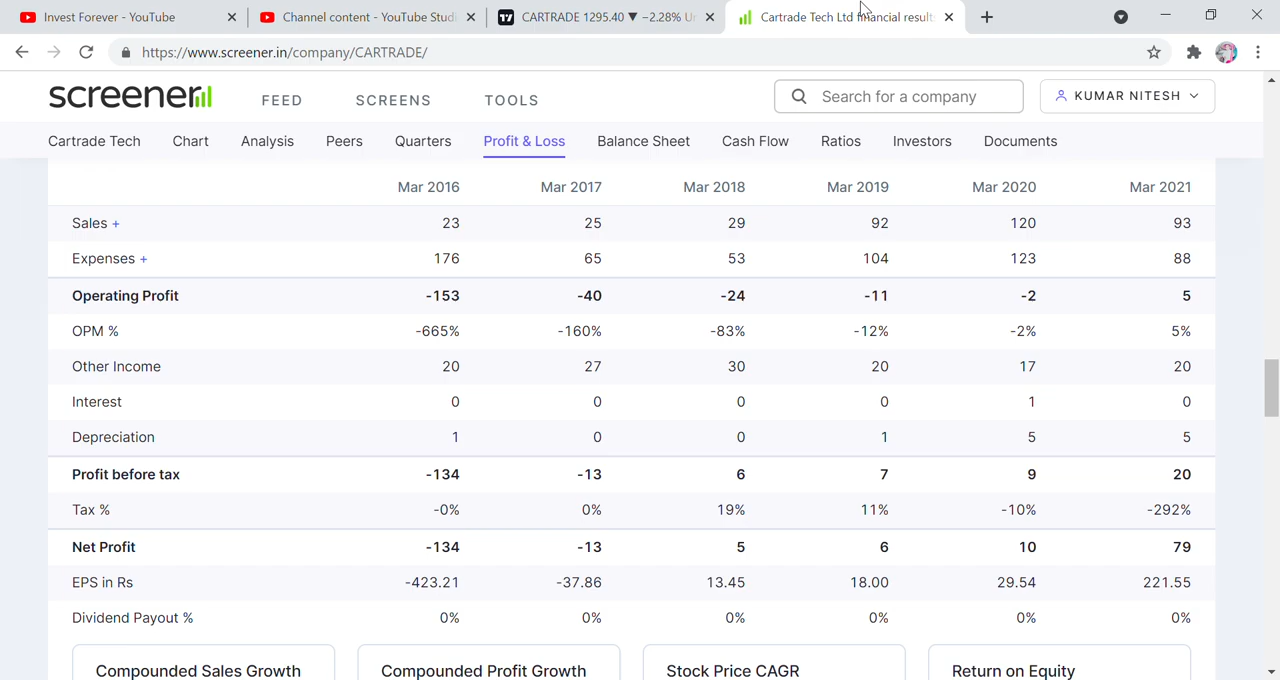 Invest Forever - YouTube
Channel content - YouTube Studi
CARTRADE 1295.40 ▼ −2.28% Un
Cartrade Tech Ltd financial results
https://www.screener.in/company/CARTRADE/
screener
FEED SCREENS TOOLS
Search for a company
KUMAR NITESH
Cartrade Tech Chart Analysis Peers Quarters Profit & Loss Balance Sheet Cash Flow Ratios Investors Documents
Mar 2016 Mar 2017 Mar 2018 Mar 2019 Mar 2020 Mar 2021
Sales + 23 25 29 92 120 93
Expenses + 176 65 53 104 123 88
Operating Profit -153 -40 -24 -11 -2 5
OPM % -665% -160% -83% -12% -2% 5%
Other Income 20 27 30 20 17 20
Interest 0 0 0 0 1 0
Depreciation 1 0 0 1 5 5
Profit before tax -134 -13 6 7 9 20
Tax % -0% 0% 19% 11% -10% -292%
Net Profit -134 -13 5 6 10 79
EPS in Rs -423.21 -37.86 13.45 18.00 29.54 221.55
Dividend Payout % 0% 0% 0% 0% 0% 0%
Compounded Sales Growth Compounded Profit Growth Stock Price CAGR Return on Equity